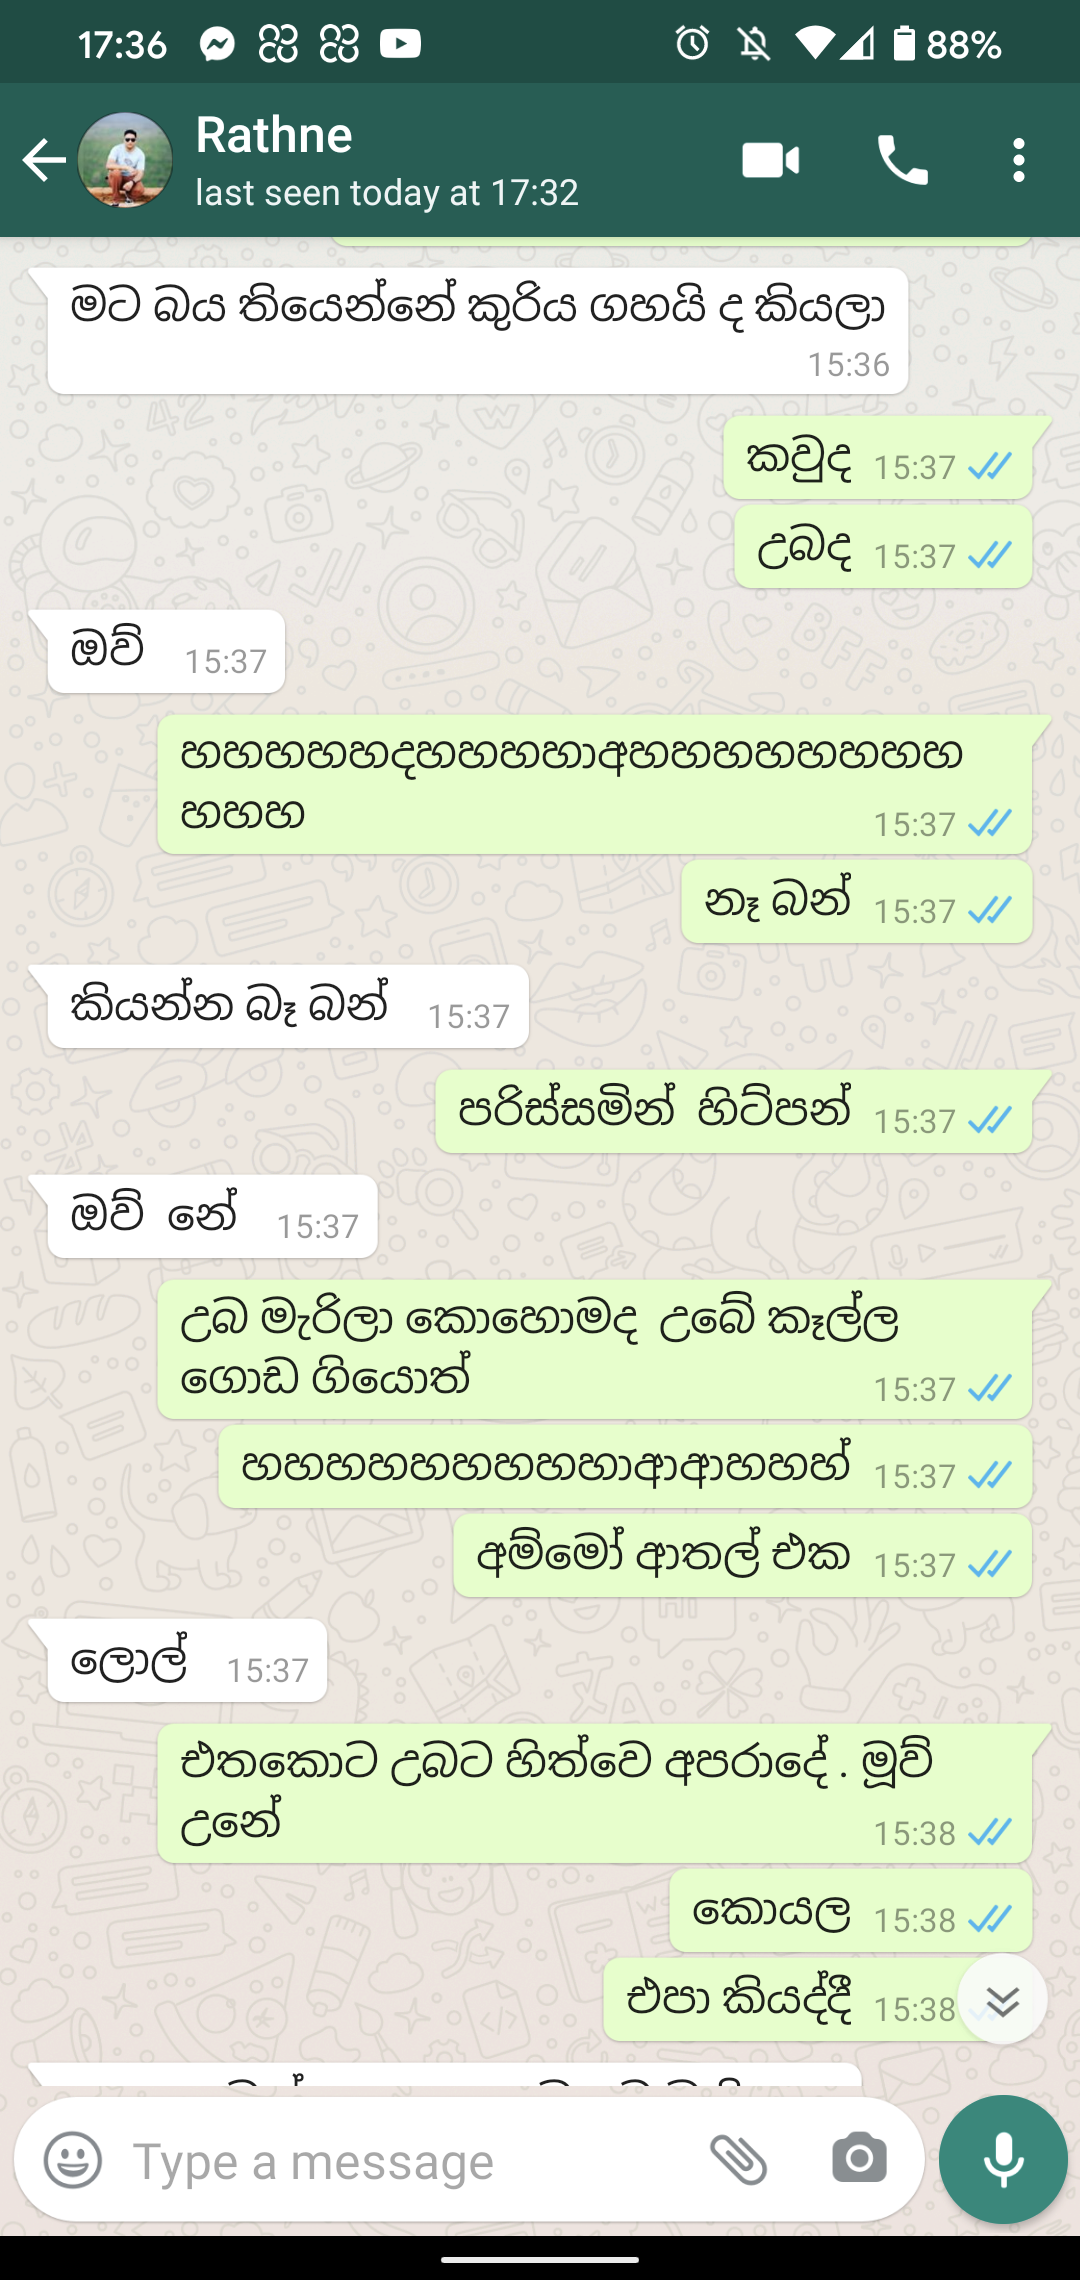 17:36
88%
Rathne
last seen today at 17:32
මට බය තියෙන්නේ කුරිය ගහයි ද කියලා
15:36
කවුද 15:37
උබද 15:37
ඔව් 15:37
හහහහහදහහහහාඅහහහහහහහහ
හහහ 15:37
නෑ බන් 15:37
කියන්න බෑ බන් 15:37
පරිස්සමින් හිට්පන් 15:37
ඔව් නේ 15:37
උබ මැරිලා කොහොමද උබේ කෑල්ල
ගොඩ ගියොත් 15:37
හහහහහහහහහාආආහහහ් 15:37
අම්මෝ ආතල් එක 15:37
ලොල් 15:37
එතකොට උබට හිත්වෙ අපරාදේ . මූව්
උනේ 15:38
කොයල 15:38
එපා කියද්දී 15:38
Type a message